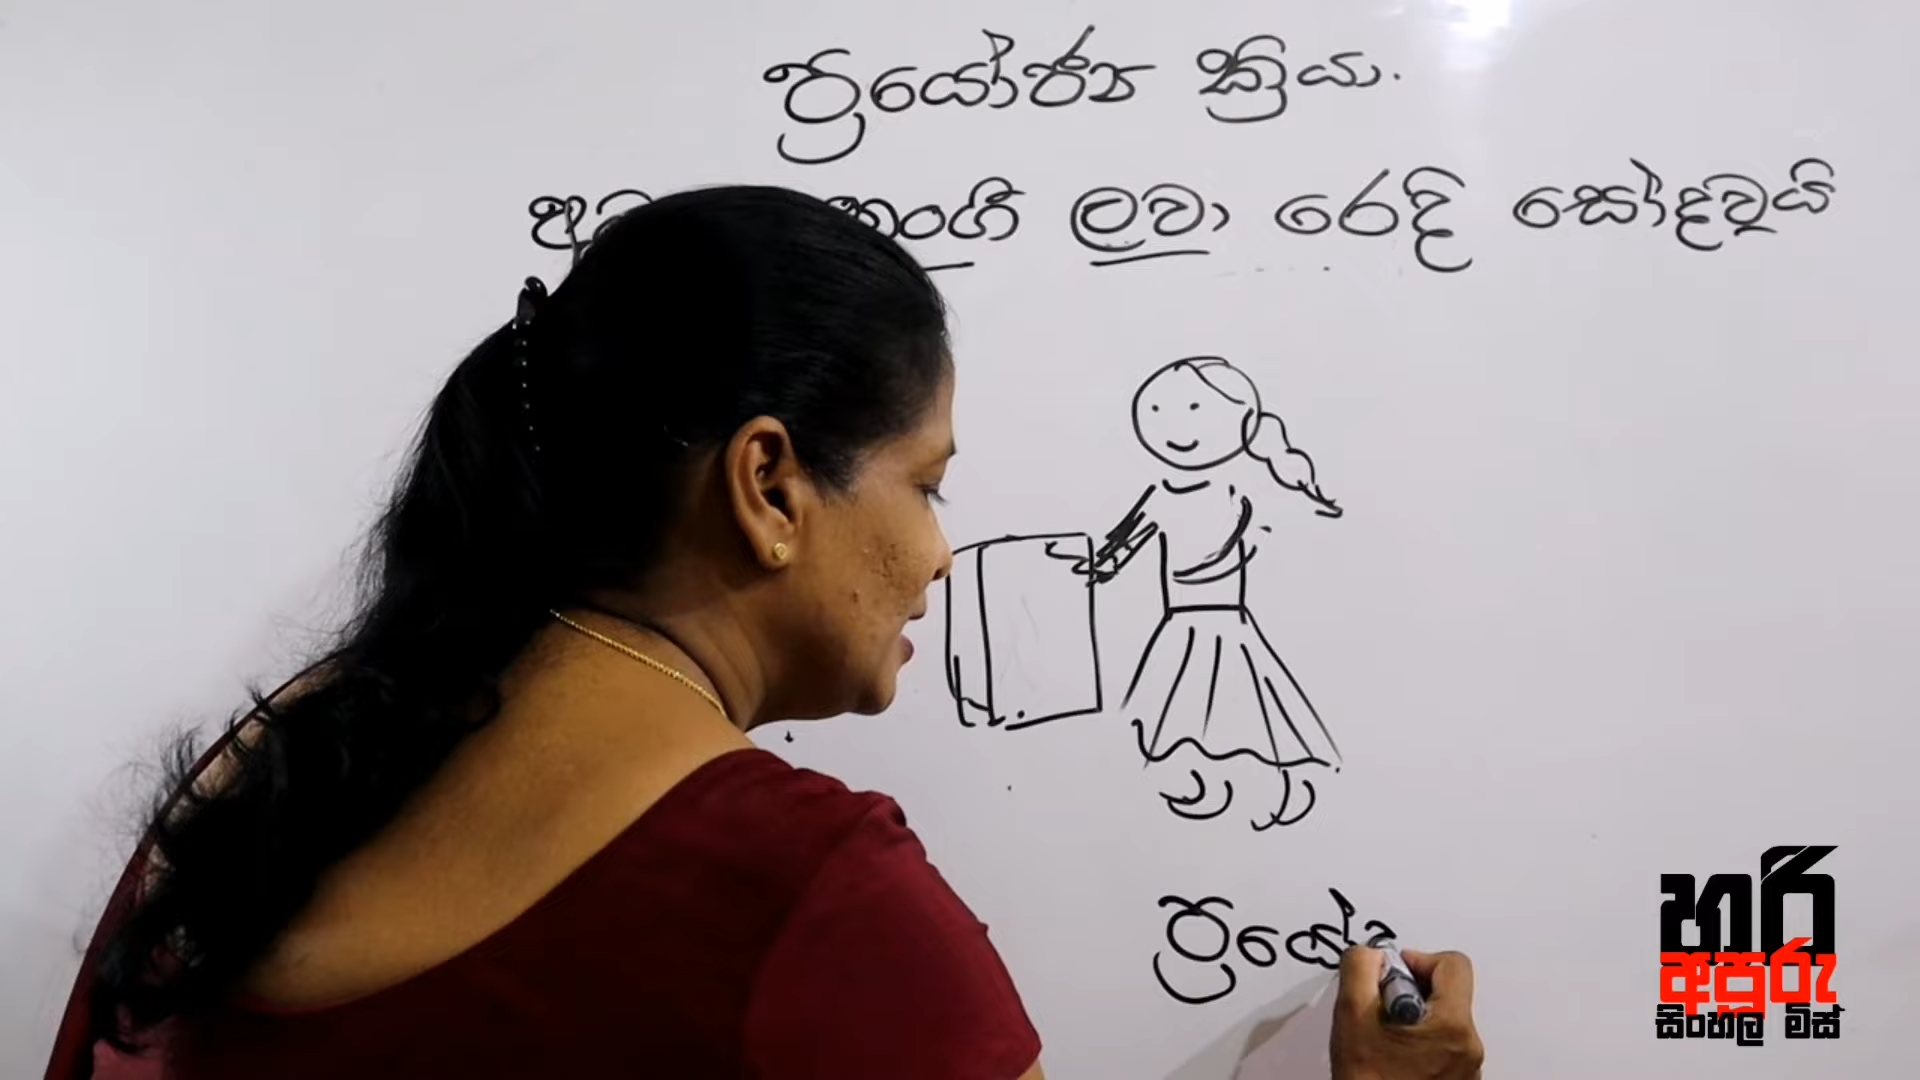 ප්‍රයෝජ්‍ය ක්‍රියා.
නංගී ලවා රෙදි සෝදවයි
ප්‍රයෝ
හරි
අපූරු
සිංහල මිස්